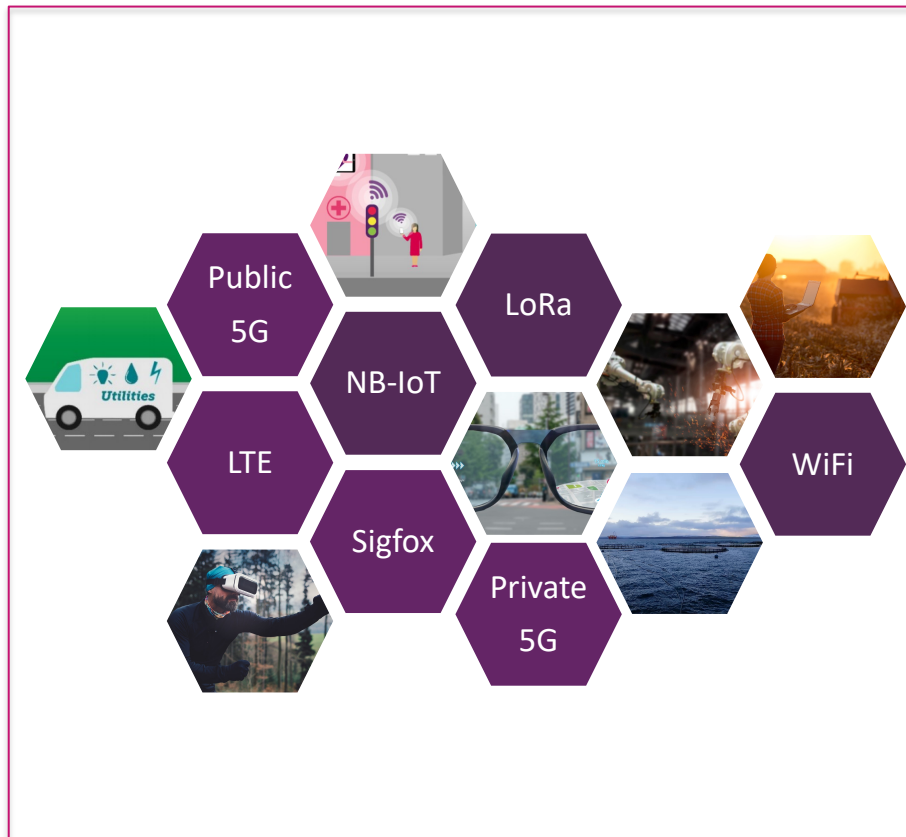 Public
5G
LoRa
NB-IoT
Utilities
LTE
WiFi
Sigfox
Private
5G